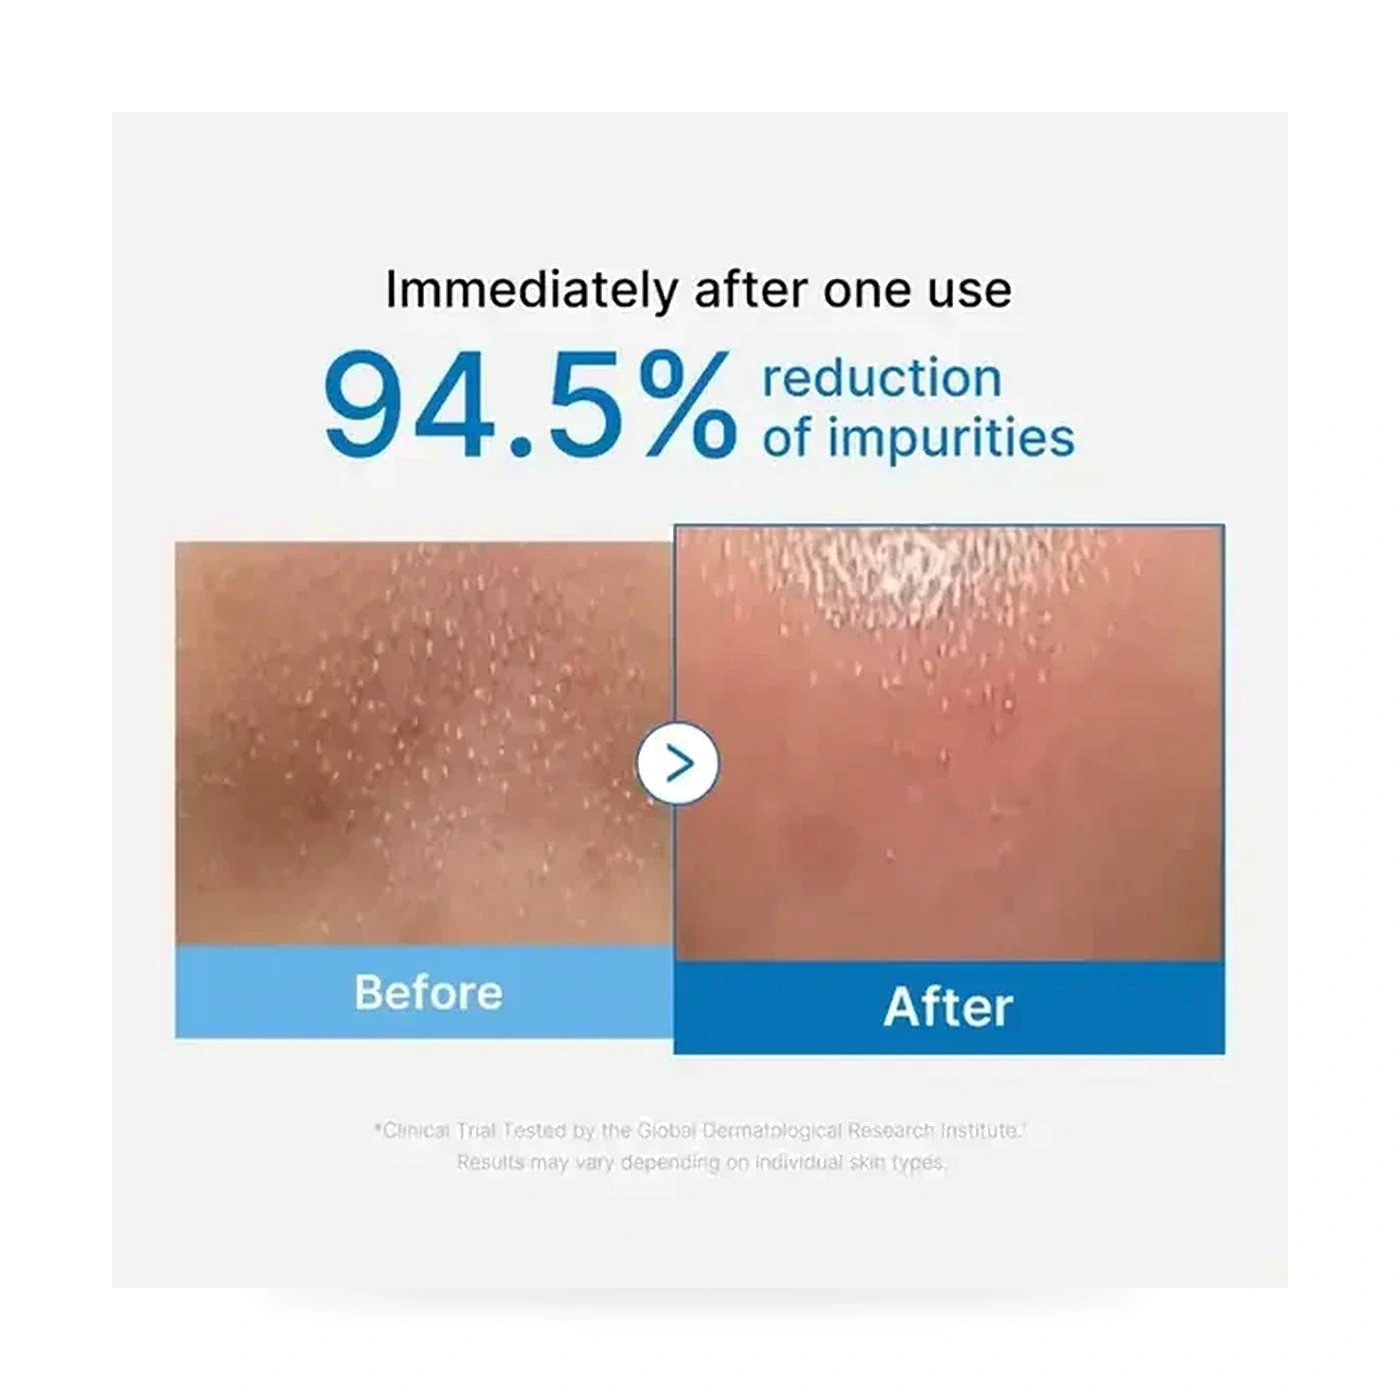 Immediately after one use
94.5% reduction
of impurities
Before
After
*Clinical Trial Tested by the Global Dermatological Research Institute.'
Results may vary depending on individual skin types.